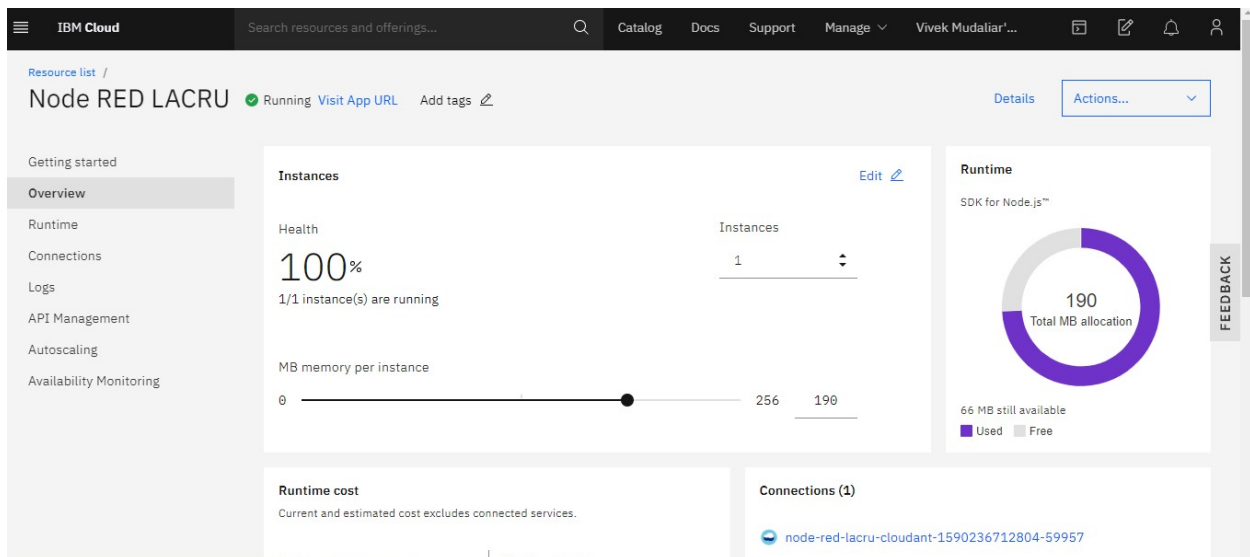 IBM Cloud
Search resources and offerings...
Catalog
Docs
Support
Manage
Vivek Mudaliar'...
Resource list /
Node RED LACRU
Running
Visit App URL
Add tags
Details
Actions...
Getting started
Overview
Runtime
Connections
Logs
API Management
Autoscaling
Availability Monitoring
Instances
Edit
Health
100%
1/1 instance(s) are running
Instances
1
MB memory per instance
0
256
190
Runtime
SDK for Node.js™
190
Total MB allocation
66 MB still available
Used
Free
FEEDBACK
Runtime cost
Current and estimated cost excludes connected services.
Connections (1)
node-red-lacru-cloudant-1590236712804-59957